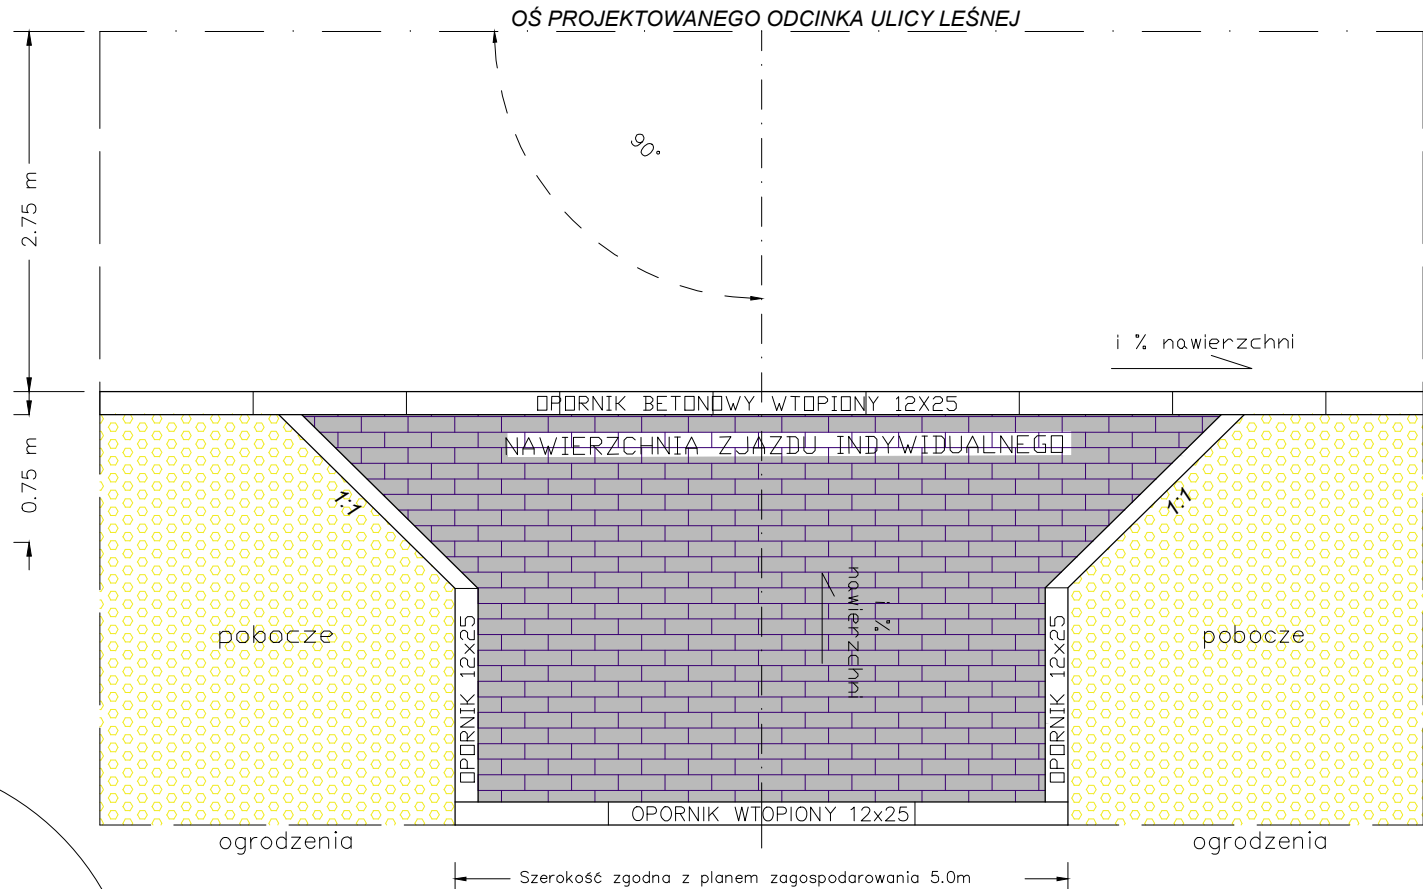 OŚ PROJEKTOWANEGO ODCINKA ULICY LEŚNEJ
90°
2.75 m
i % nawierzchni
OPORNIK BETONOWY WTOPIONY 12X25
NAWIERZCHNIA ZJAZDU INDYWIDUALNEGO
0.75 m
1:1
1:1
i %
nawierzchni
pobocze
pobocze
OPORNIK 12x25
OPORNIK 12x25
OPORNIK WTOPIONY 12x25
ogrodzenia
ogrodzenia
Szerokość zgodna z planem zagospodarowania 5.0m